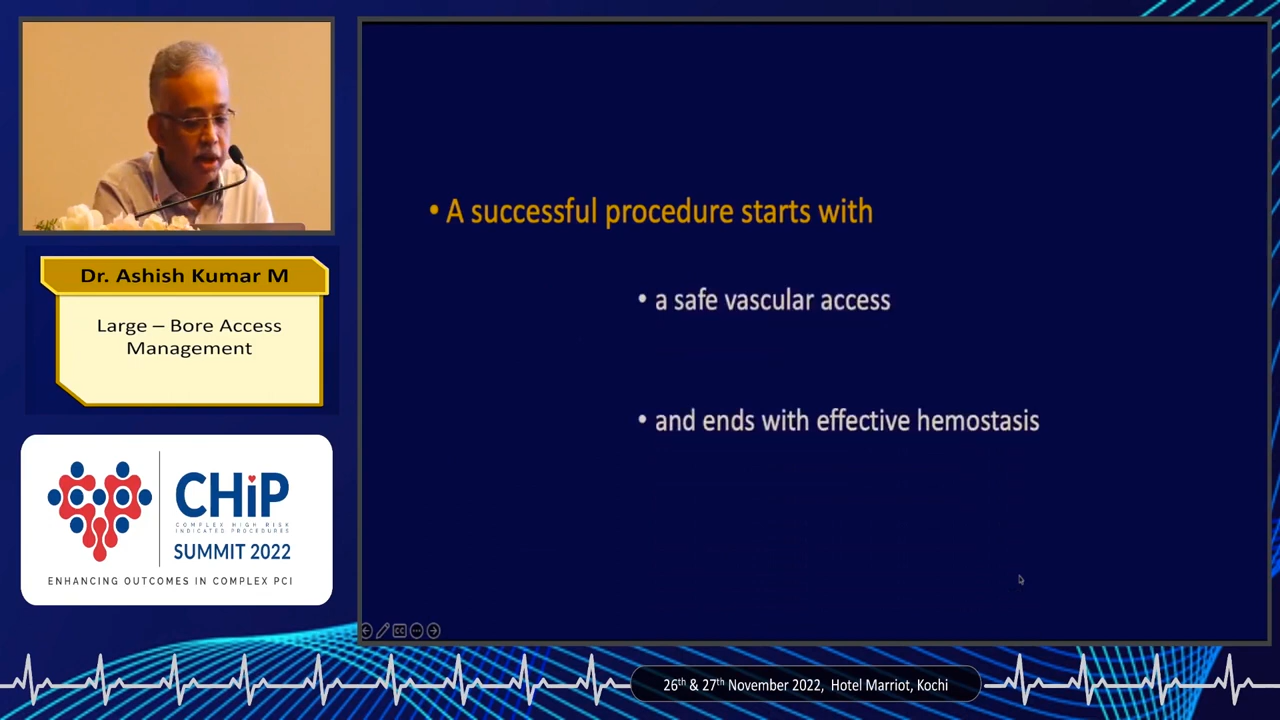 • A successful procedure starts with
• a safe vascular access
• and ends with effective hemostasis
Dr. Ashish Kumar M
Large – Bore Access
Management
CHiP
COMPLEX HIGH RISK
INDICATED PROCEDURES
SUMMIT 2022
ENHANCING OUTCOMES IN COMPLEX PCI
CC
26th & 27th November 2022, Hotel Marriot, Kochi